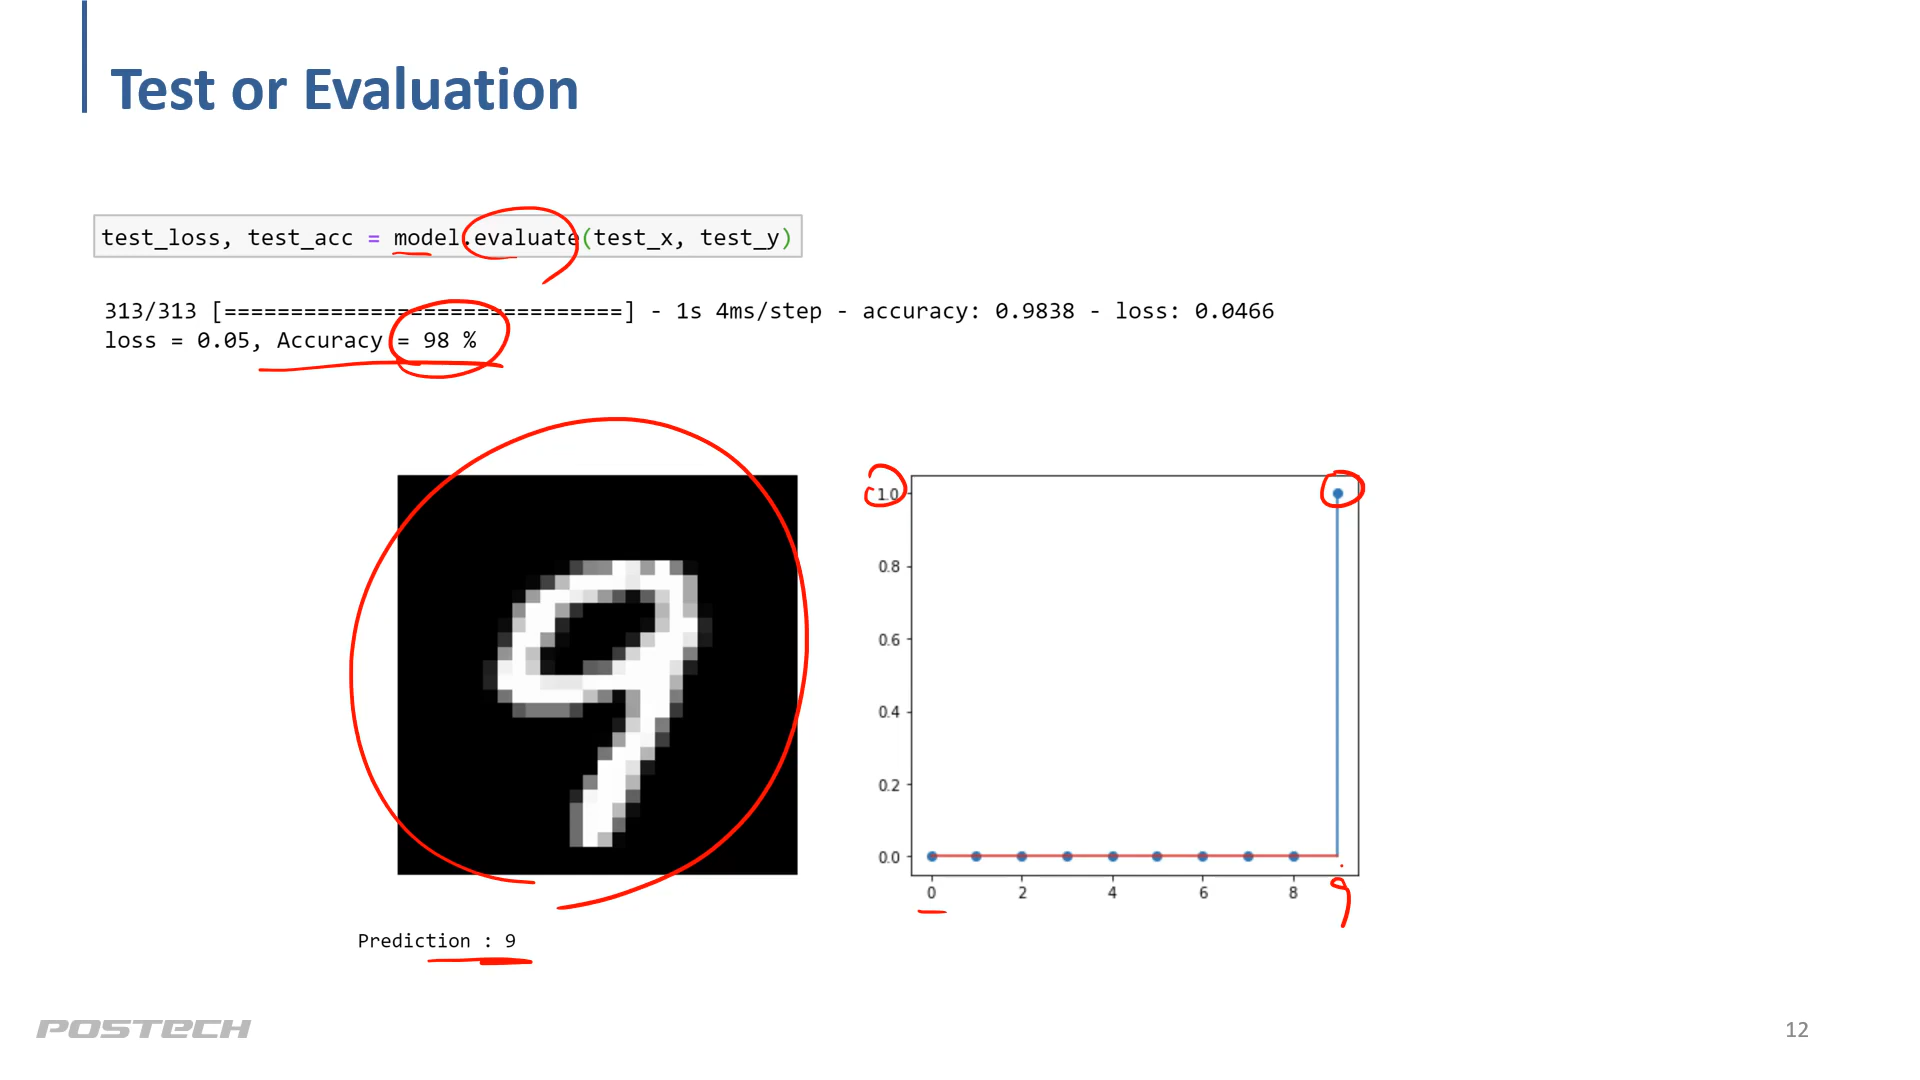 Test or Evaluation
test_loss, test_acc = model.evaluate(test_x, test_y)
313/313 [==============================] - 1s 4ms/step - accuracy: 0.9838 - loss: 0.0466
loss = 0.05, Accuracy = 98 %
9
1.0
0.8
0.6
0.4
0.2
0.0
0 2 4 6 8 9
Prediction : 9
POSTECH
12